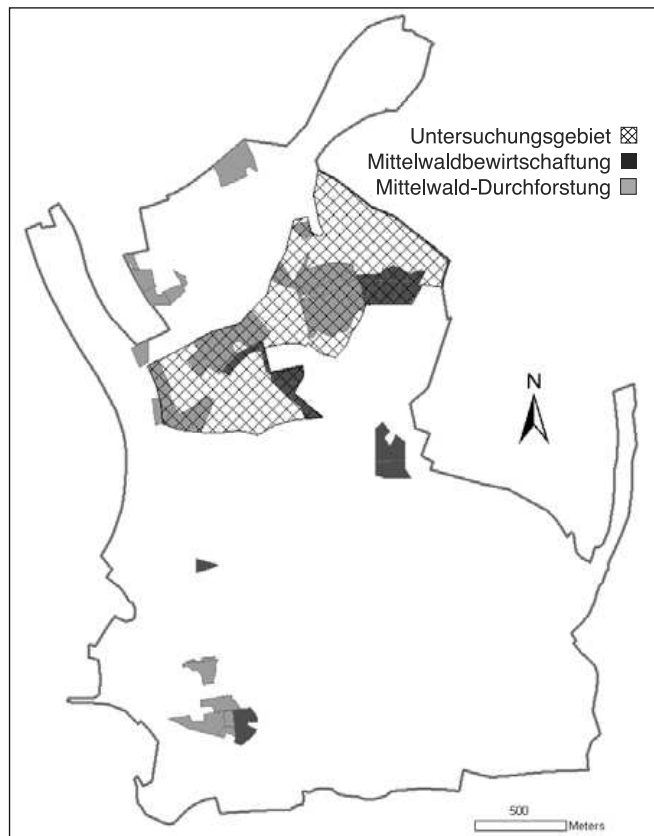 Untersuchungsgebiet
Mittelwaldbewirtschaftung
Mittelwald-Durchforstung
N
500
Meters